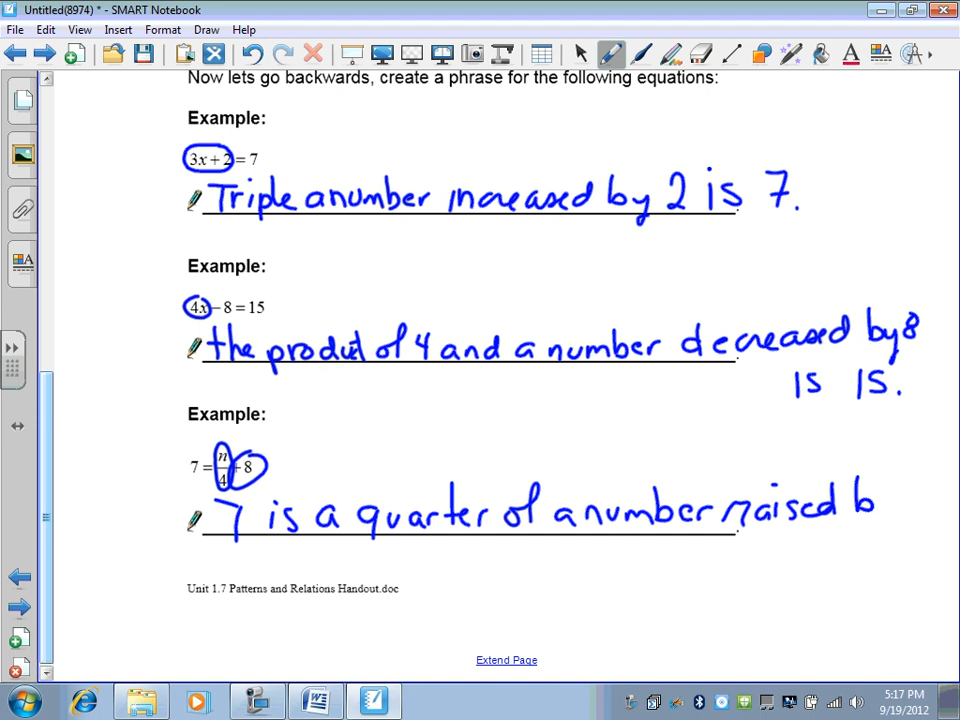 Untitled(8974) * - SMART Notebook
File Edit View Insert Format Draw Help
Now lets go backwards, create a phrase for the following equations:
Example:
3x + 2 = 7
Triple a number increased by 2 is 7.
Example:
4x − 8 = 15
the product of 4 and a number decreased by 8
is 15.
Example:
7 = n/4 + 8
7 is a quarter of a number raised b
Unit 1.7 Patterns and Relations Handout.doc
Extend Page
5:17 PM
9/19/2012